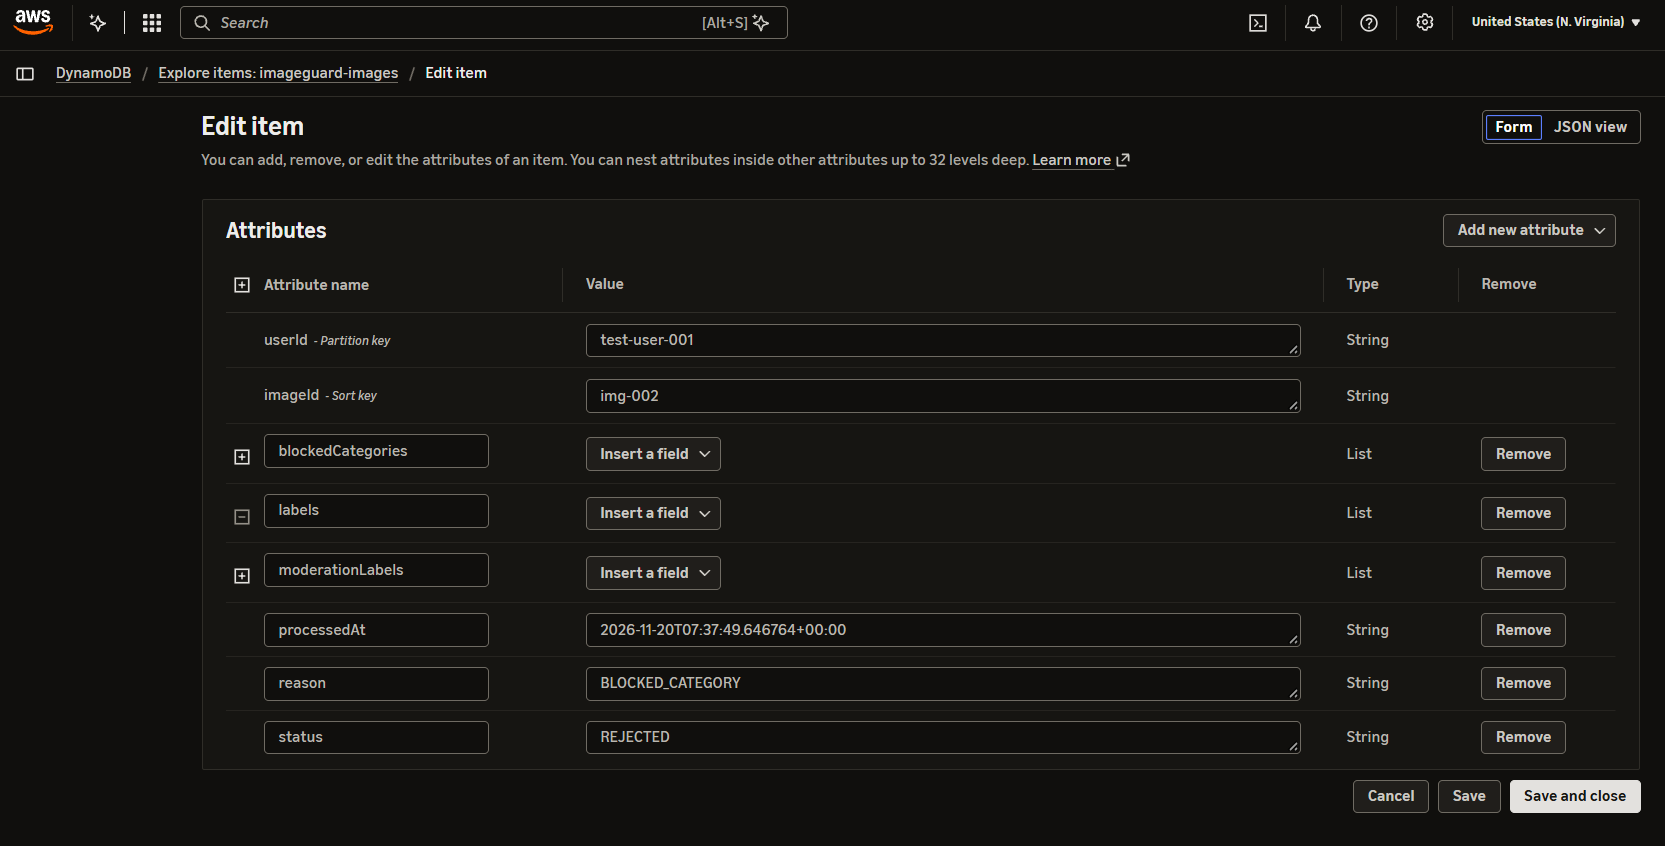 aws
Search [Alt+S] United States (N. Virginia)
DynamoDB / Explore items: imageguard-images / Edit item
Edit item
Form JSON view
You can add, remove, or edit the attributes of an item. You can nest attributes inside other attributes up to 32 levels deep. Learn more
Attributes
Add new attribute
Attribute name Value Type Remove
userId - Partition key test-user-001 String
imageId - Sort key img-002 String
blockedCategories Insert a field List Remove
labels Insert a field List Remove
moderationLabels Insert a field List Remove
processedAt 2026-11-20T07:37:49.646764+00:00 String Remove
reason BLOCKED_CATEGORY String Remove
status REJECTED String Remove
Cancel Save Save and close